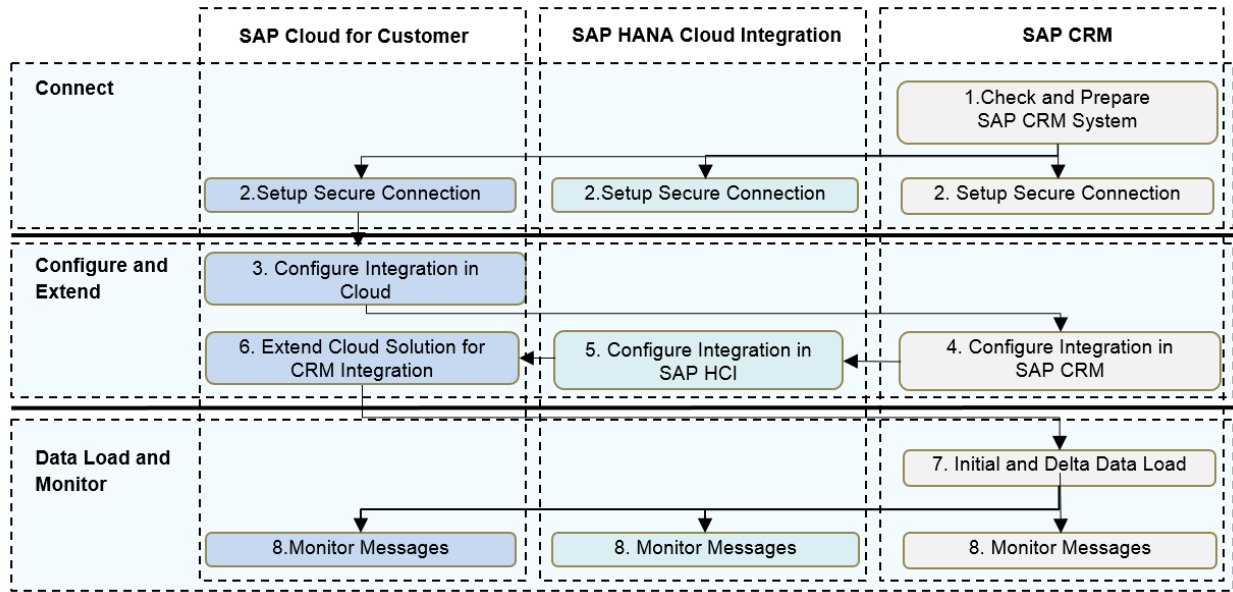 SAP Cloud for Customer
SAP HANA Cloud Integration
SAP CRM
Connect
1.Check and Prepare
SAP CRM System
2.Setup Secure Connection
2.Setup Secure Connection
2. Setup Secure Connection
Configure and
Extend
3. Configure Integration in
Cloud
6. Extend Cloud Solution for
CRM Integration
5. Configure Integration in
SAP HCI
4. Configure Integration in
SAP CRM
Data Load and
Monitor
7. Initial and Delta Data Load
8.Monitor Messages
8. Monitor Messages
8. Monitor Messages